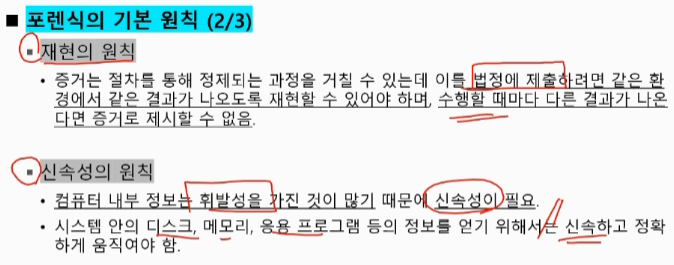 ■ 포렌식의 기본 원칙 (2/3)
▪ 재현의 원칙
• 증거는 절차를 통해 정제되는 과정을 거칠 수 있는데 이를 법정에 제출하려면 같은 환
경에서 같은 결과가 나오도록 재현할 수 있어야 하며, 수행할 때마다 다른 결과가 나온
다면 증거로 제시할 수 없음.
▪ 신속성의 원칙
• 컴퓨터 내부 정보는 휘발성을 가진 것이 많기 때문에 신속성이 필요.
• 시스템 안의 디스크, 메모리, 응용 프로그램 등의 정보를 얻기 위해서는 신속하고 정확
하게 움직여야 함.